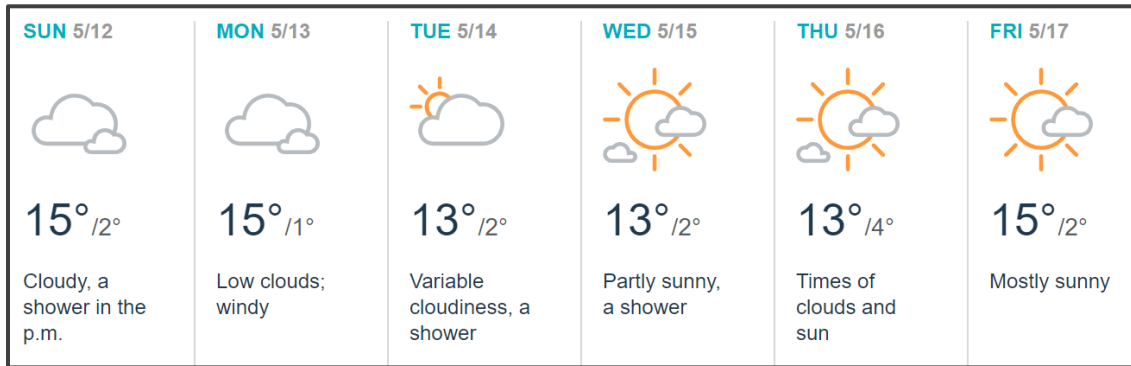 SUN 5/12
15°/2°
Cloudy, a
shower in the
p.m.
MON 5/13
15°/1°
Low clouds;
windy
TUE 5/14
13°/2°
Variable
cloudiness, a
shower
WED 5/15
13°/2°
Partly sunny,
a shower
THU 5/16
13°/4°
Times of
clouds and
sun
FRI 5/17
15°/2°
Mostly sunny